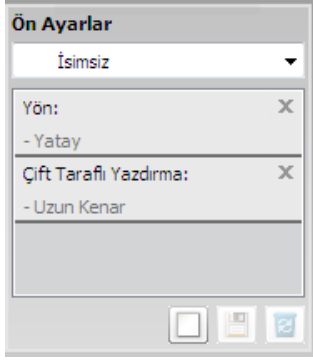 Ön Ayarlar
İsimsiz
Yön:
- Yatay
Çift Taraflı Yazdırma:
- Uzun Kenar